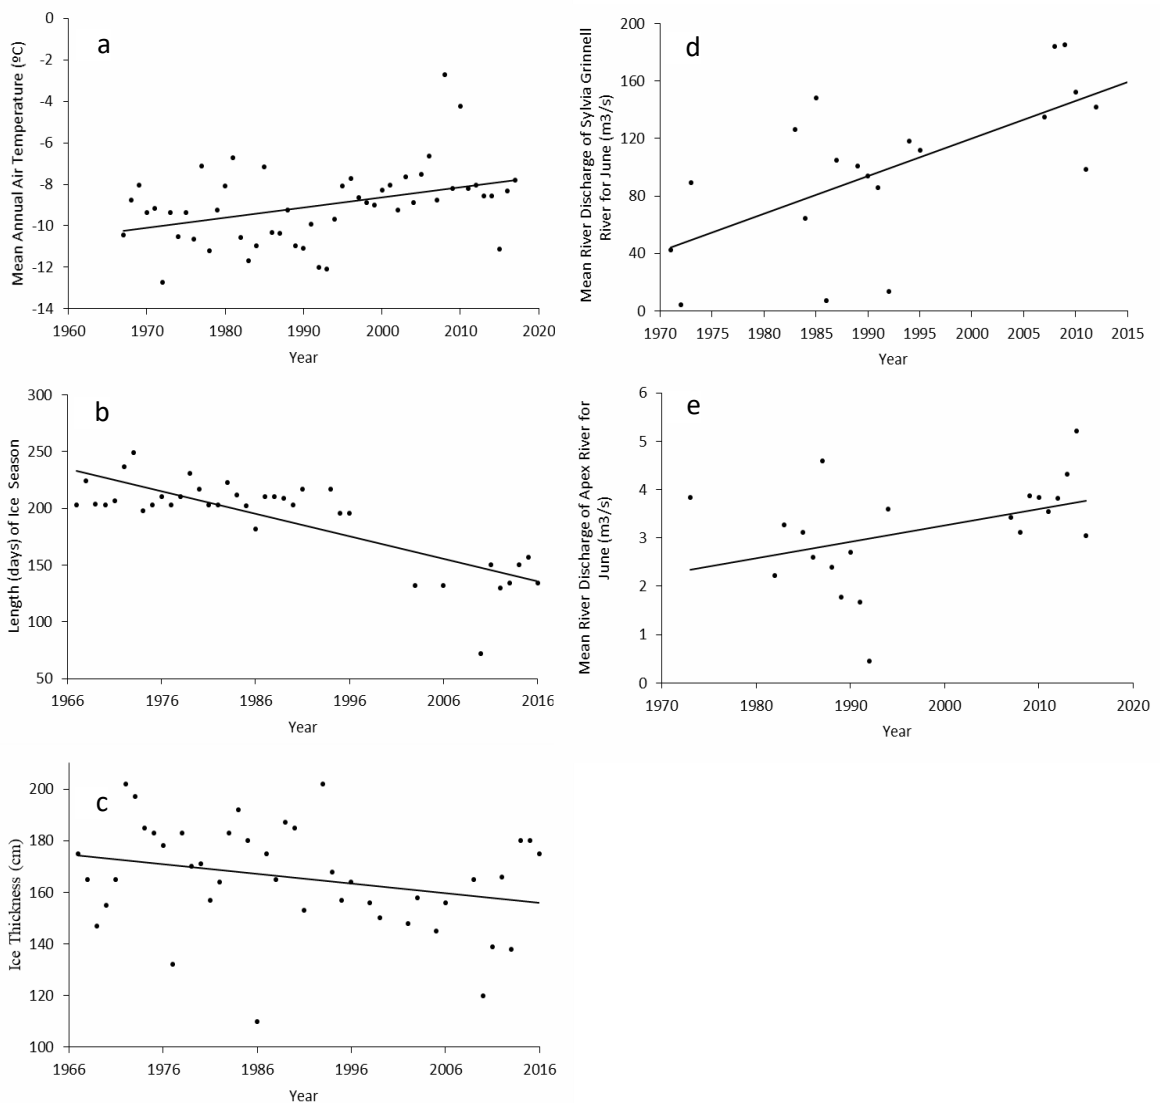 a
Mean Annual Air Temperature (ºC)
0
-2
-4
-6
-8
-10
-12
-14
1960 1970 1980 1990 2000 2010 2020
Year
d
Mean River Discharge of Sylvia Grinnell
River for June (m3/s)
200
160
120
80
40
0
1970 1975 1980 1985 1990 1995 2000 2005 2010 2015
Year
b
Length (days) of Ice Season
300
250
200
150
100
50
1966 1976 1986 1996 2006 2016
Year
e
Mean River Discharge of Apex River for
June (m3/s)
6
5
4
3
2
1
0
1970 1980 1990 2000 2010 2020
Year
c
Ice Thickness (cm)
200
180
160
140
120
100
1966 1976 1986 1996 2006 2016
Year